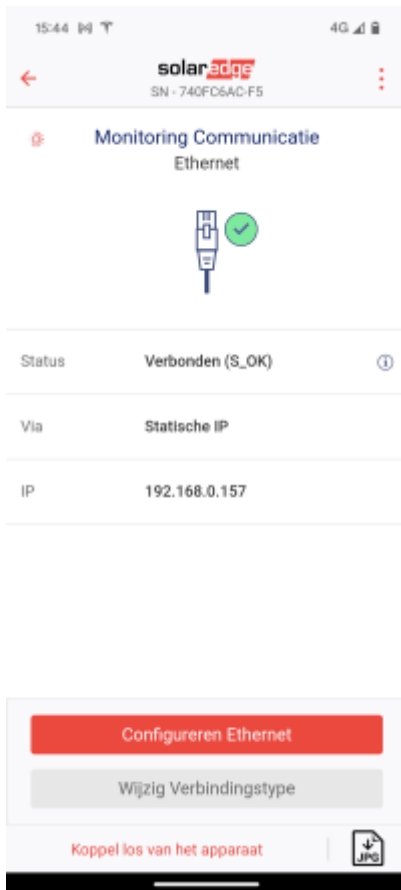 15:44 4G
solaredge
SN - 740FC6AC-F5
Monitoring Communicatie
Ethernet
Status Verbonden (S_OK)
Via Statische IP
IP 192.168.0.157
Configureren Ethernet
Wijzig Verbindingstype
Koppel los van het apparaat JPG